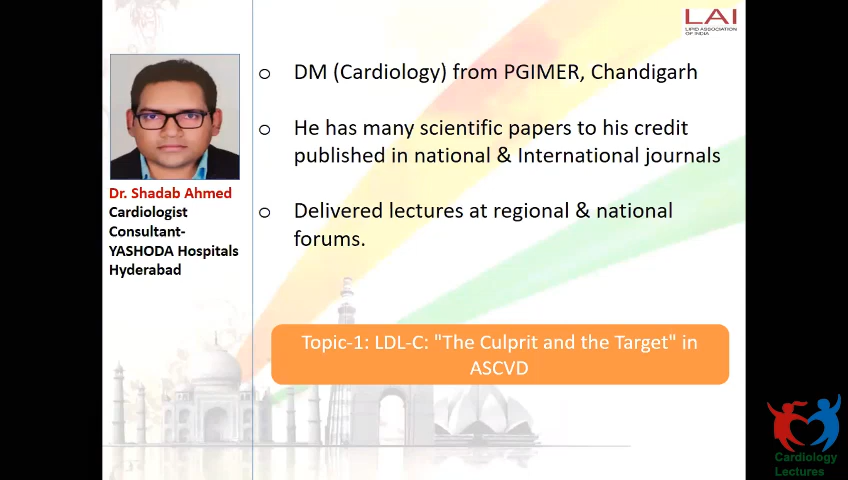 LAI
LIPID ASSOCIATION
OF INDIA
Dr. Shadab Ahmed
Cardiologist
Consultant-
YASHODA Hospitals
Hyderabad
o DM (Cardiology) from PGIMER, Chandigarh
o He has many scientific papers to his credit
published in national & International journals
o Delivered lectures at regional & national
forums.
Topic-1: LDL-C: "The Culprit and the Target" in
ASCVD
Cardiology
Lectures